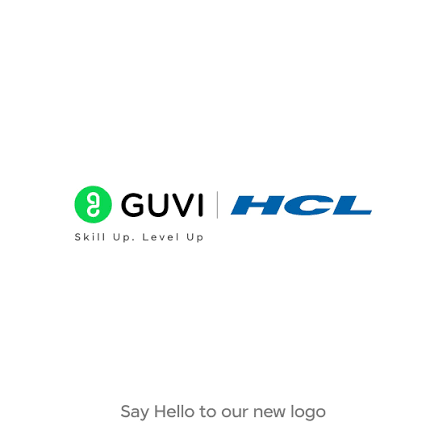 GUVI | HCL
Skill Up. Level Up
Say Hello to our new logo